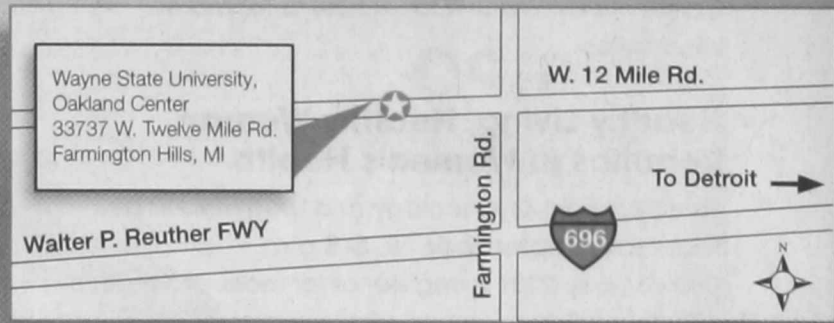 Wayne State University,
Oakland Center
33737 W. Twelve Mile Rd.
Farmington Hills, MI
W. 12 Mile Rd.
Farmington Rd.
To Detroit
Walter P. Reuther FWY
696
N